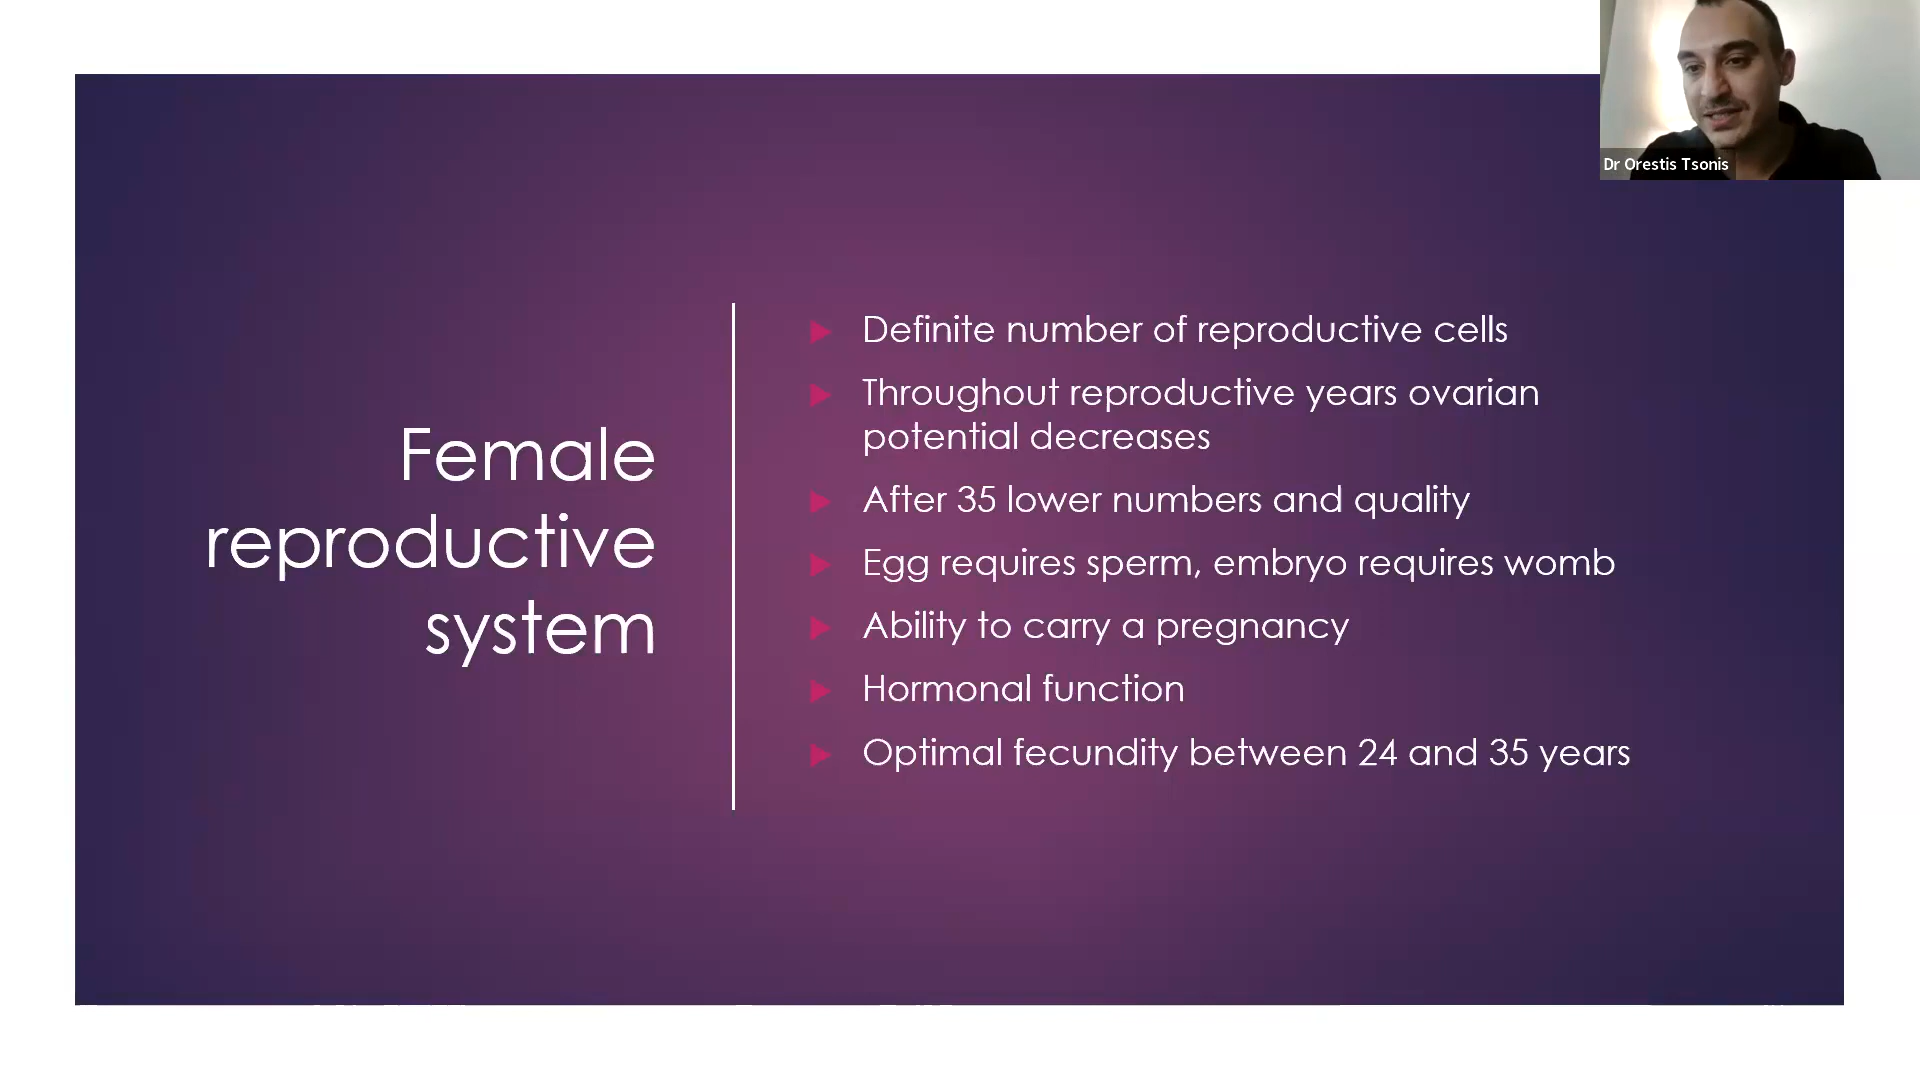 Dr Orestis Tsonis
Female
reproductive
system
Definite number of reproductive cells
Throughout reproductive years ovarian
potential decreases
After 35 lower numbers and quality
Egg requires sperm, embryo requires womb
Ability to carry a pregnancy
Hormonal function
Optimal fecundity between 24 and 35 years